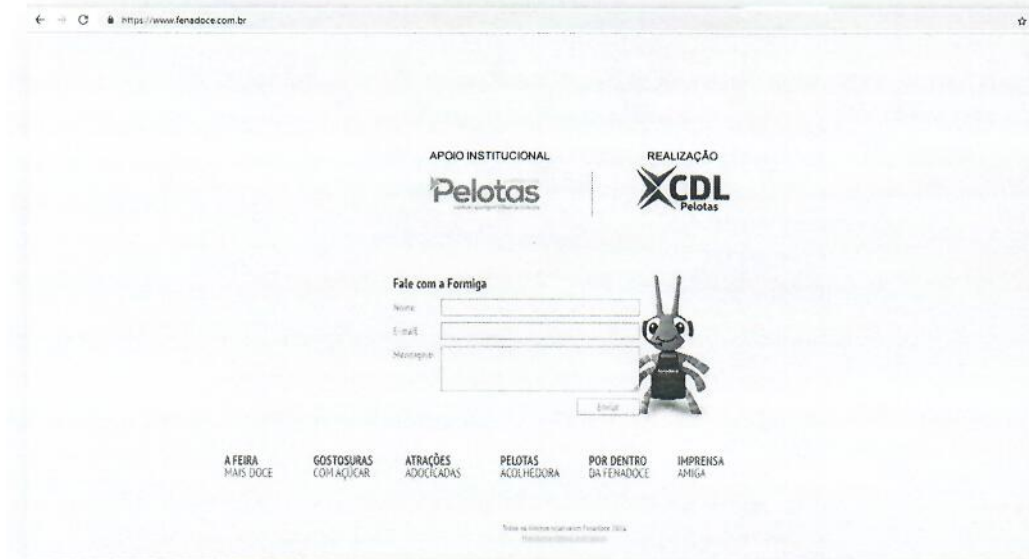 https://www.fenadoce.com.br
APOIO INSTITUCIONAL
REALIZAÇÃO
Pelotas
CDL
Pelotas
Fale com a Formiga
Nome
E-mail
Mensagem
Enviar
A FEIRA
MAIS DOCE
GOSTOSURAS
COM AÇÚCAR
ATRAÇÕES
ADOCICADAS
PELOTAS
ACOLHEDORA
POR DENTRO
DA FENADOCE
IMPRENSA
AMIGA